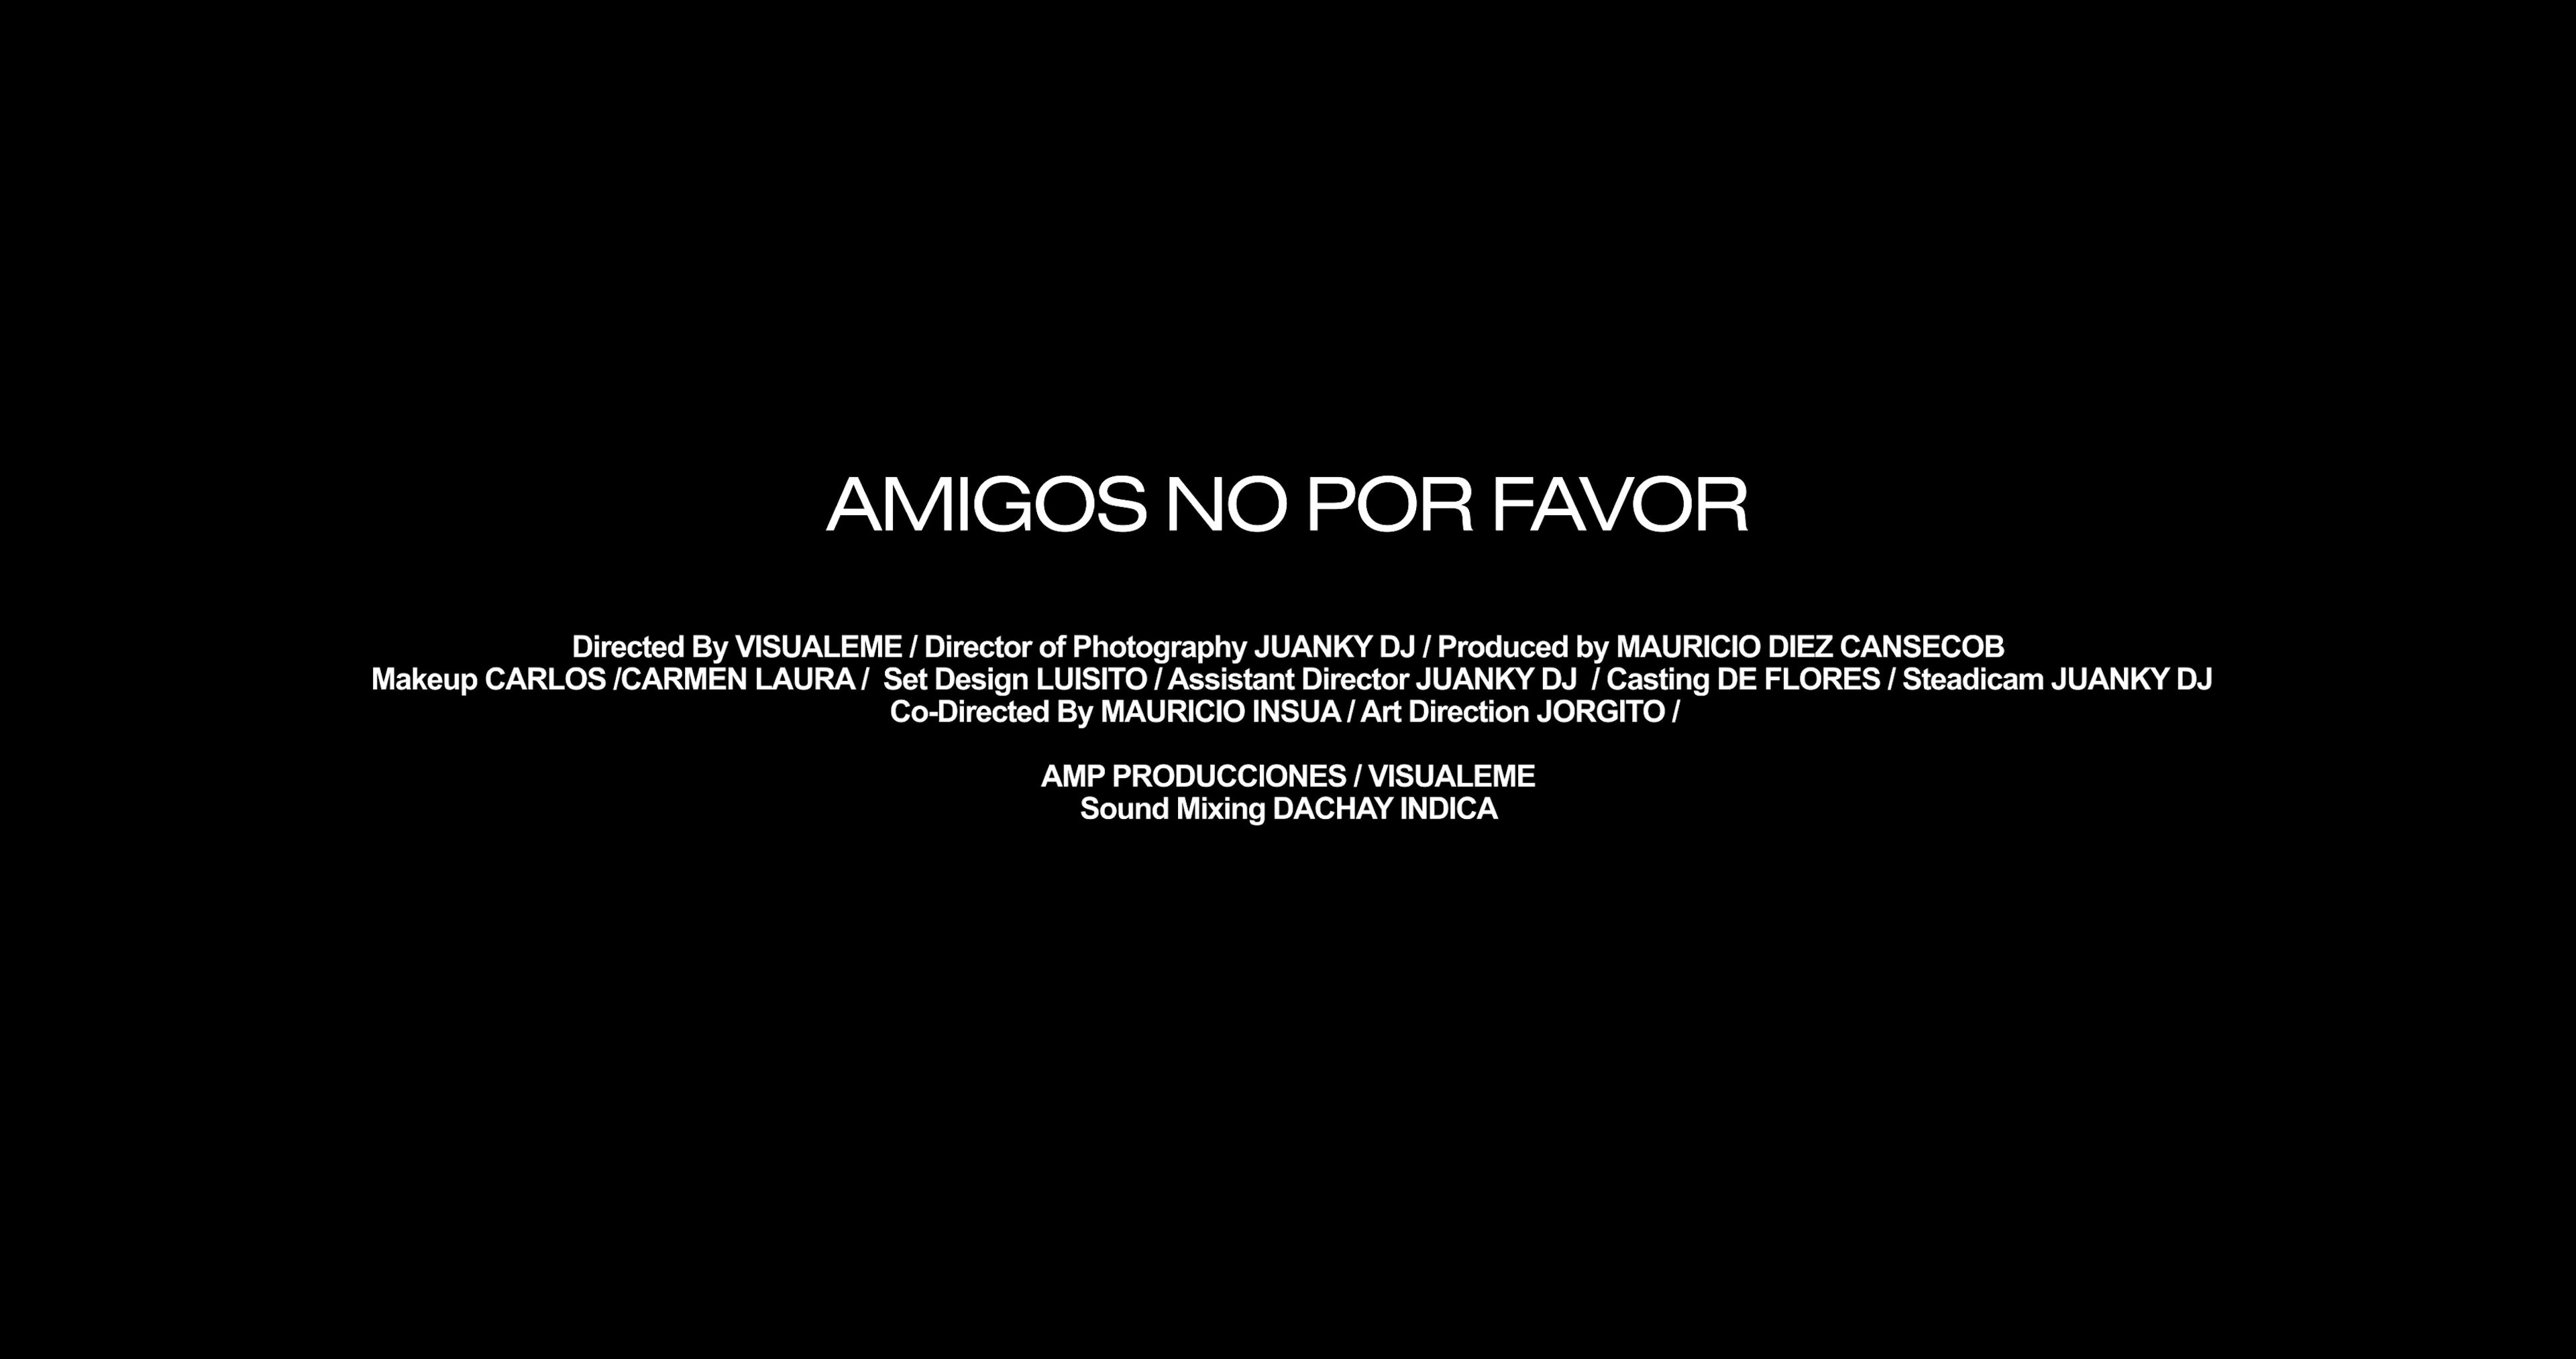 AMIGOS NO POR FAVOR
Directed By VISUALEME / Director of Photography JUANKY DJ / Produced by MAURICIO DIEZ CANSECOB
Makeup CARLOS /CARMEN LAURA /  Set Design LUISITO / Assistant Director JUANKY DJ  / Casting DE FLORES / Steadicam JUANKY DJ
Co-Directed By MAURICIO INSUA / Art Direction JORGITO /
AMP PRODUCCIONES / VISUALEME
Sound Mixing DACHAY INDICA